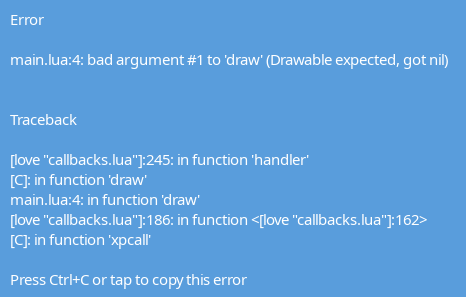 Error
main.lua:4: bad argument #1 to 'draw' (Drawable expected, got nil)
Traceback
[love "callbacks.lua"]:245: in function 'handler'
[C]: in function 'draw'
main.lua:4: in function 'draw'
[love "callbacks.lua"]:186: in function <[love "callbacks.lua"]:162>
[C]: in function 'xpcall'
Press Ctrl+C or tap to copy this error